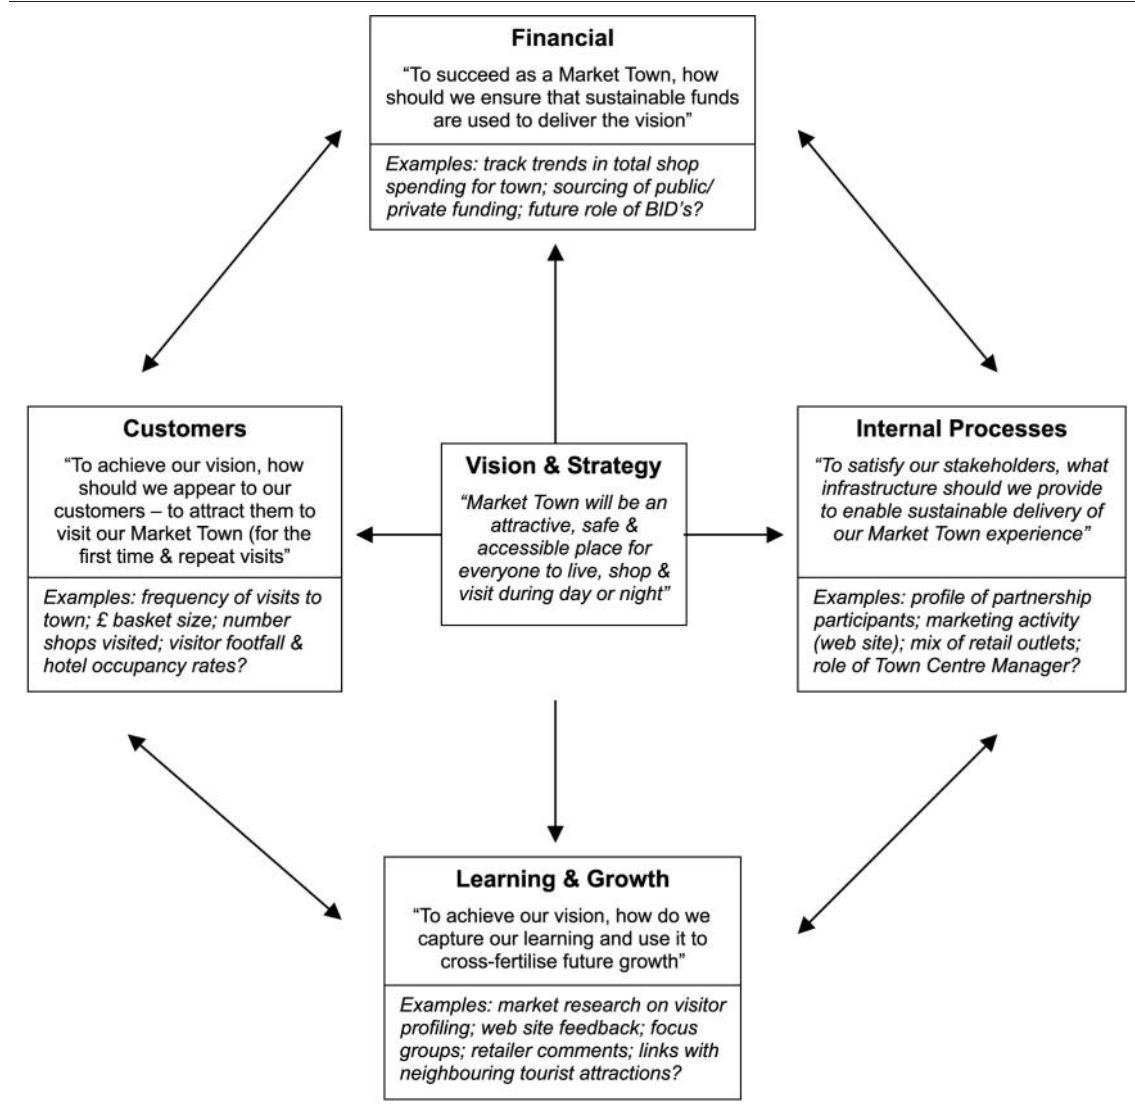 Financial
“To succeed as a Market Town, how
should we ensure that sustainable funds
are used to deliver the vision”
Examples: track trends in total shop
spending for town; sourcing of public/
private funding; future role of BID’s?
Customers
“To achieve our vision, how
should we appear to our
customers – to attract them to
visit our Market Town (for the
first time & repeat visits”
Examples: frequency of visits to
town; £ basket size; number
shops visited; visitor footfall &
hotel occupancy rates?
Vision & Strategy
“Market Town will be an
attractive, safe &
accessible place for
everyone to live, shop &
visit during day or night”
Internal Processes
“To satisfy our stakeholders, what
infrastructure should we provide
to enable sustainable delivery of
our Market Town experience”
Examples: profile of partnership
participants; marketing activity
(web site); mix of retail outlets;
role of Town Centre Manager?
Learning & Growth
“To achieve our vision, how do we
capture our learning and use it to
cross-fertilise future growth”
Examples: market research on visitor
profiling; web site feedback; focus
groups; retailer comments; links with
neighbouring tourist attractions?